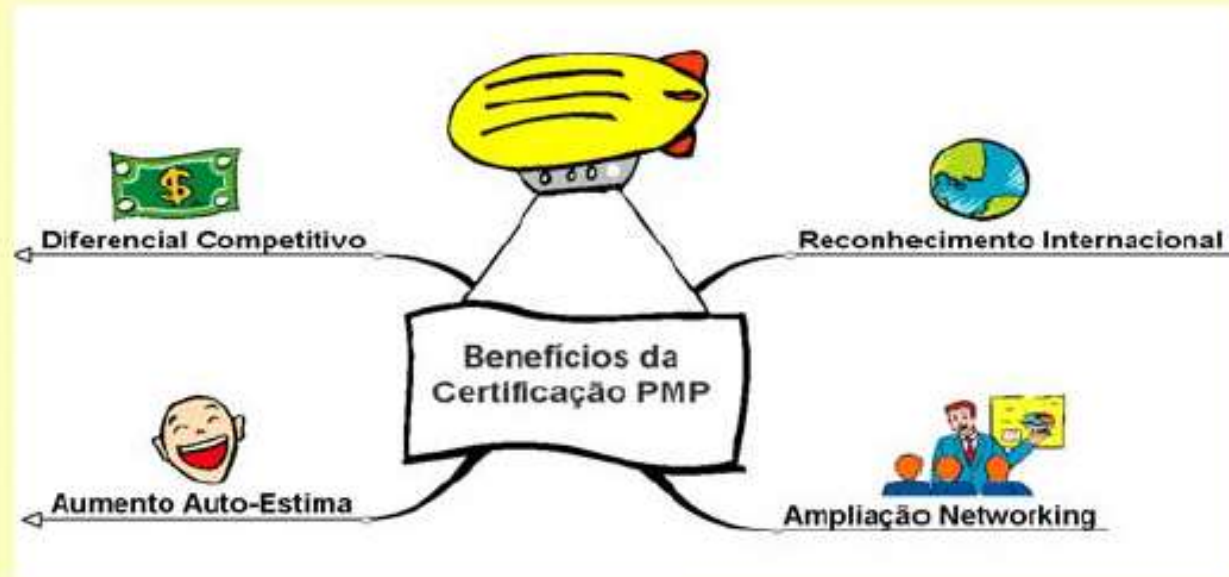 Diferencial Competitivo
Reconhecimento Internacional
Benefícios da
Certificação PMP
Aumento Auto-Estima
Ampliação Networking